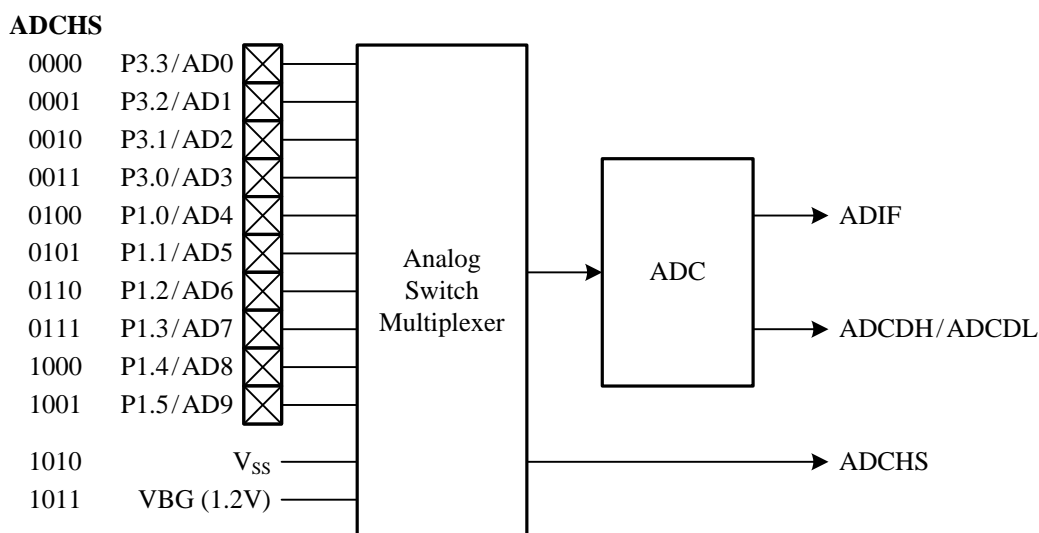 ADCHS
0000 P3.3/AD0
0001 P3.2/AD1
0010 P3.1/AD2
0011 P3.0/AD3
0100 P1.0/AD4
0101 P1.1/AD5
0110 P1.2/AD6
0111 P1.3/AD7
1000 P1.4/AD8
1001 P1.5/AD9
1010 VSS
1011 VBG (1.2V)
Analog
Switch
Multiplexer
ADC
ADIF
ADCDH/ADCDL
ADCHS